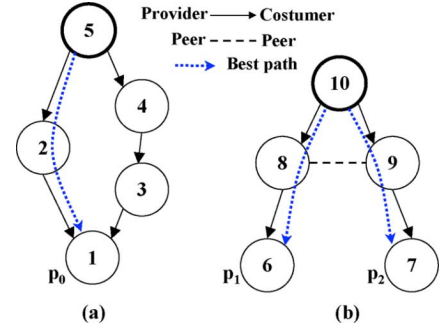 Provider Costumer
Peer Peer
Best path
5
4
2
3
1
p0
(a)
10
8 9
6 7
p1 p2
(b)